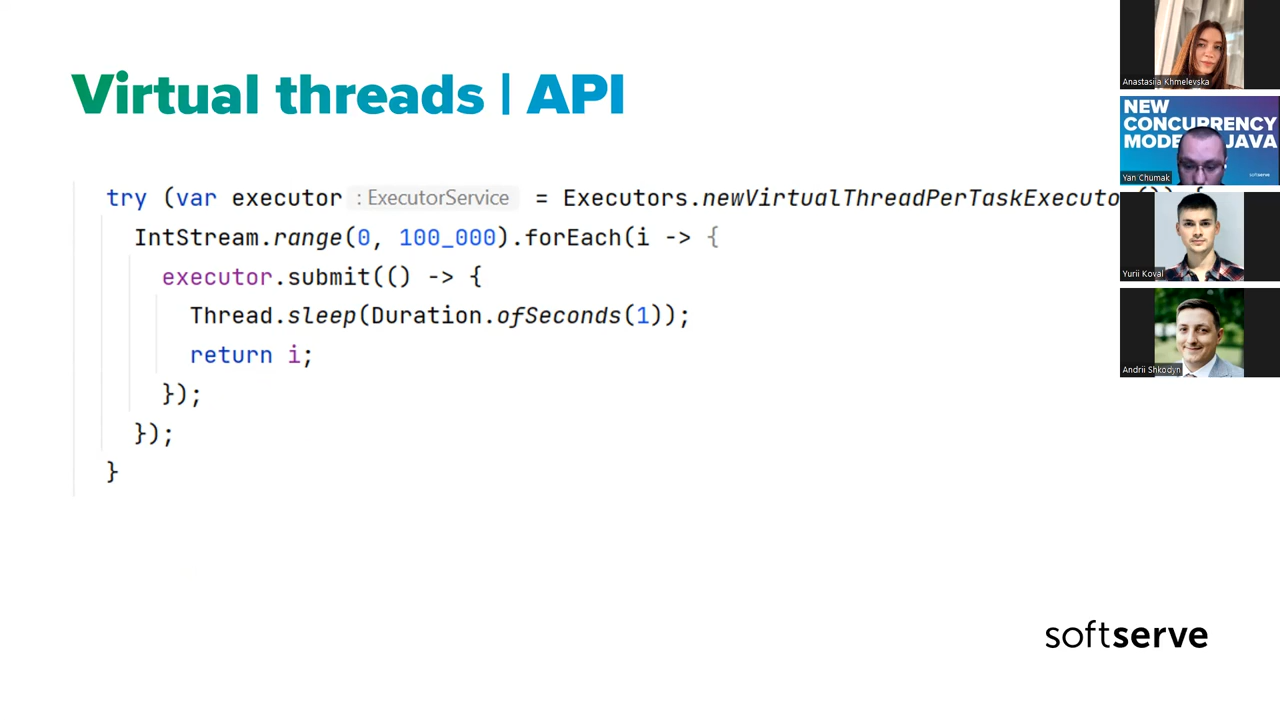 Virtual threads | API
try (var executor : ExecutorService = Executors.newVirtualThreadPerTaskExecuto ()) {
IntStream.range(0, 100_000).forEach(i -> {
executor.submit(() -> {
Thread.sleep(Duration.ofSeconds(1));
return i;
});
});
}
softserve
Anastasiia Khmelevska
NEW
CONCURRENCY
MODE JAVA
Yan Chumak
softserve
Yurii Koval
Andrii Shkodyn